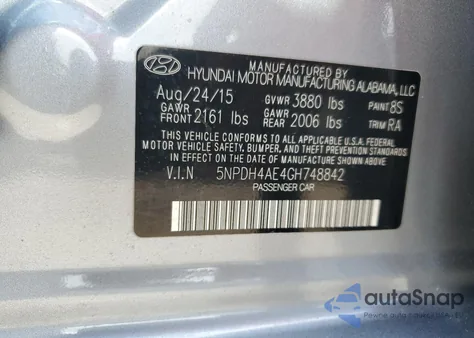 MANUFACTURED BY
HYUNDAI MOTOR MANUFACTURING ALABAMA, LLC
Aug/24/15 GVWR 3880 lbs PAINT 8S
GAWR FRONT 2161 lbs GAWR REAR 2006 lbs TRIM RA
THIS VEHICLE CONFORMS TO ALL APPLICABLE U.S.A. FEDERAL
MOTOR VEHICLE SAFETY, BUMPER, AND THEFT PREVENTION
STANDARDS IN EFFECT ON THE DATE OF MANUFACTURE SHOWN ABOVE.
V.I.N 5NPDH4AE4GH748842
PASSENGER CAR
autoSnap
Pewne auto z